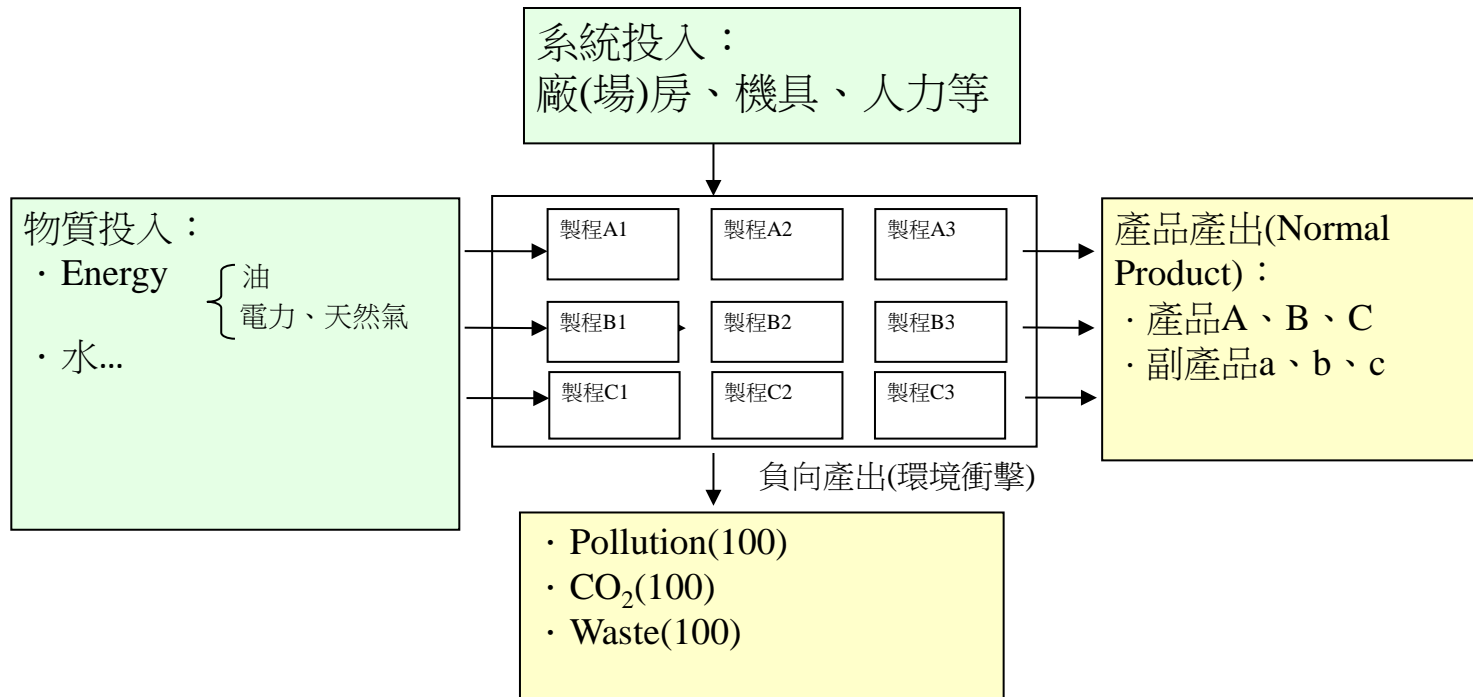 系統投入：
廠(場)房、機具、人力等
物質投入：
．Energy
油
電力、天然氣
．水...
製程A1
製程A2
製程A3
製程B1
製程B2
製程B3
製程C1
製程C2
製程C3
產品產出(Normal
Product)：
．產品A、B、C
．副產品a、b、c
負向產出(環境衝擊)
．Pollution(100)
．CO₂(100)
．Waste(100)